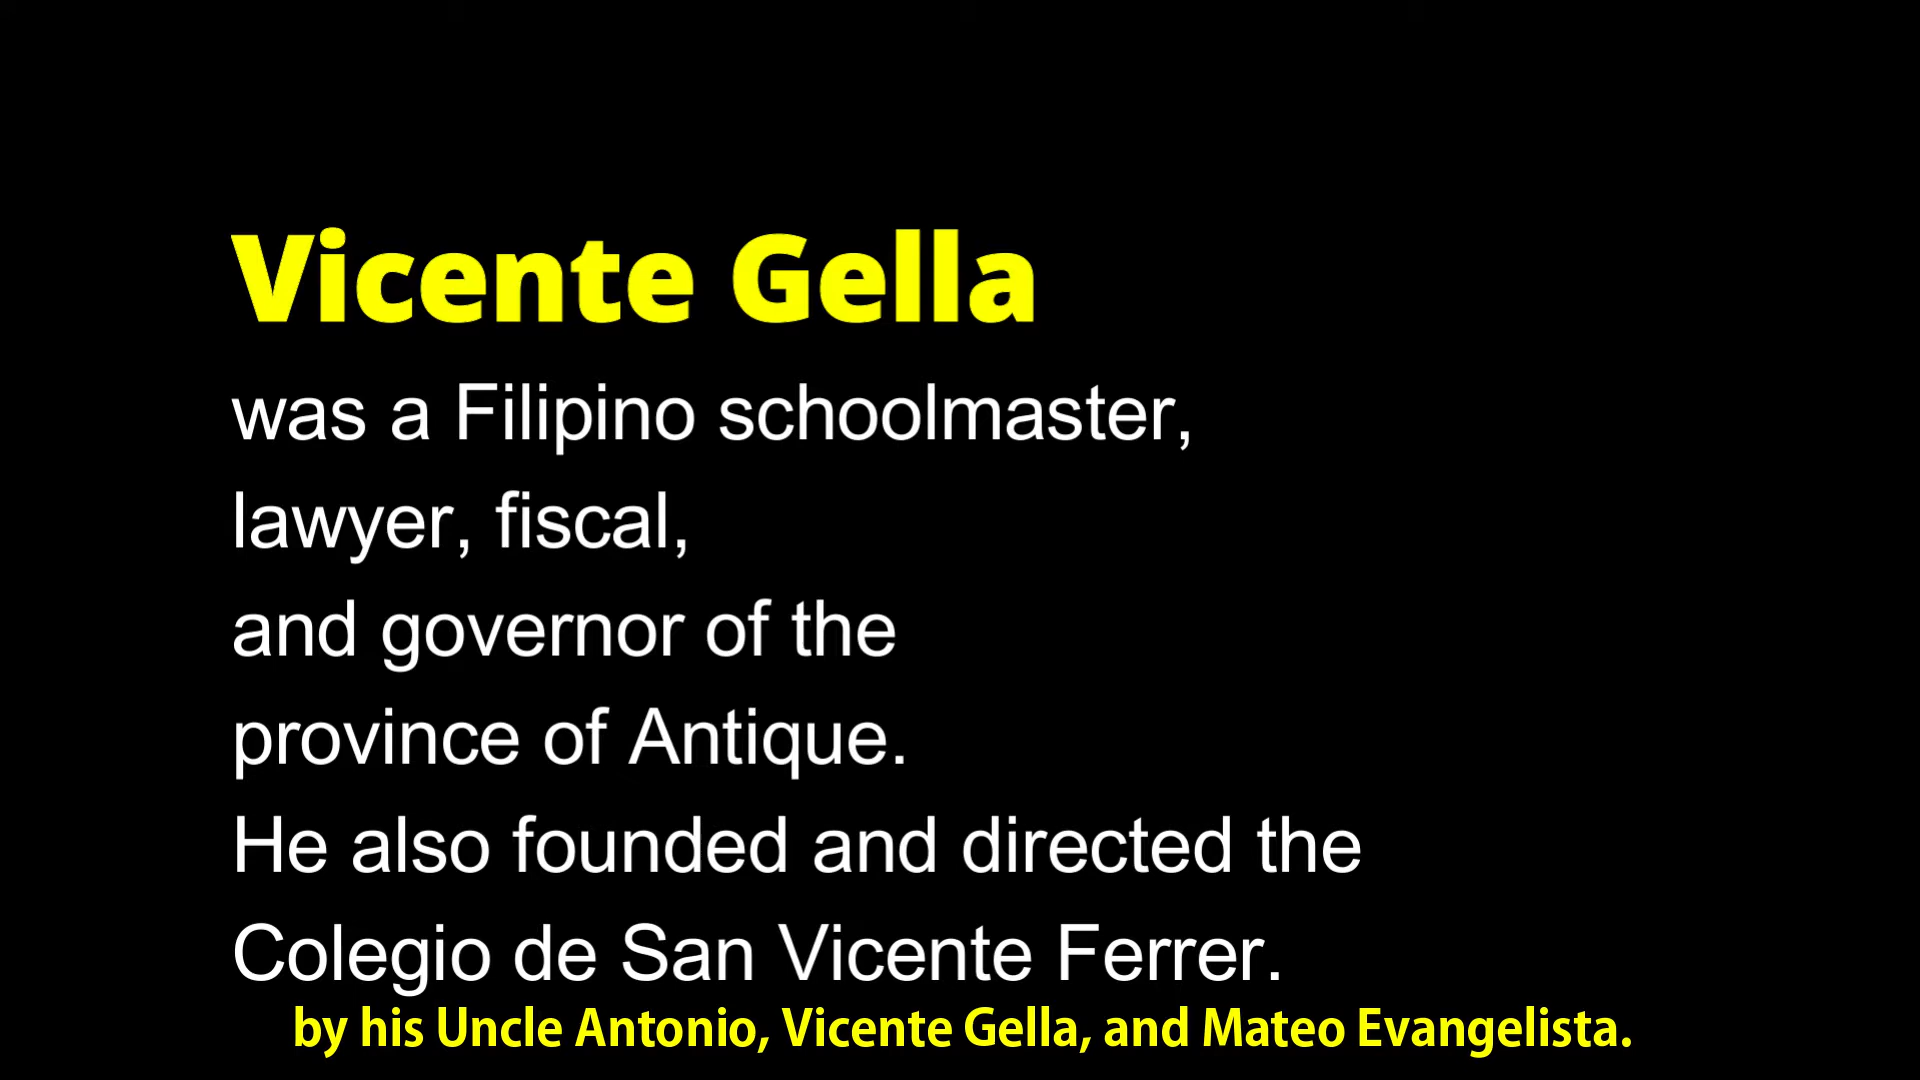 Vicente Gella
was a Filipino schoolmaster,
lawyer, fiscal,
and governor of the
province of Antique.
He also founded and directed the
Colegio de San Vicente Ferrer.
by his Uncle Antonio, Vicente Gella, and Mateo Evangelista.